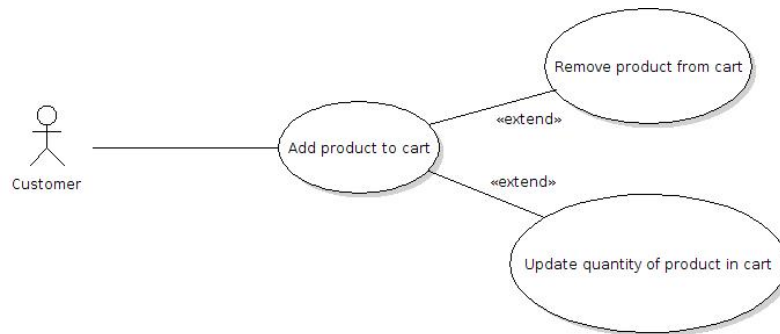 Remove product from cart
«extend»
Add product to cart
Customer
«extend»
Update quantity of product in cart